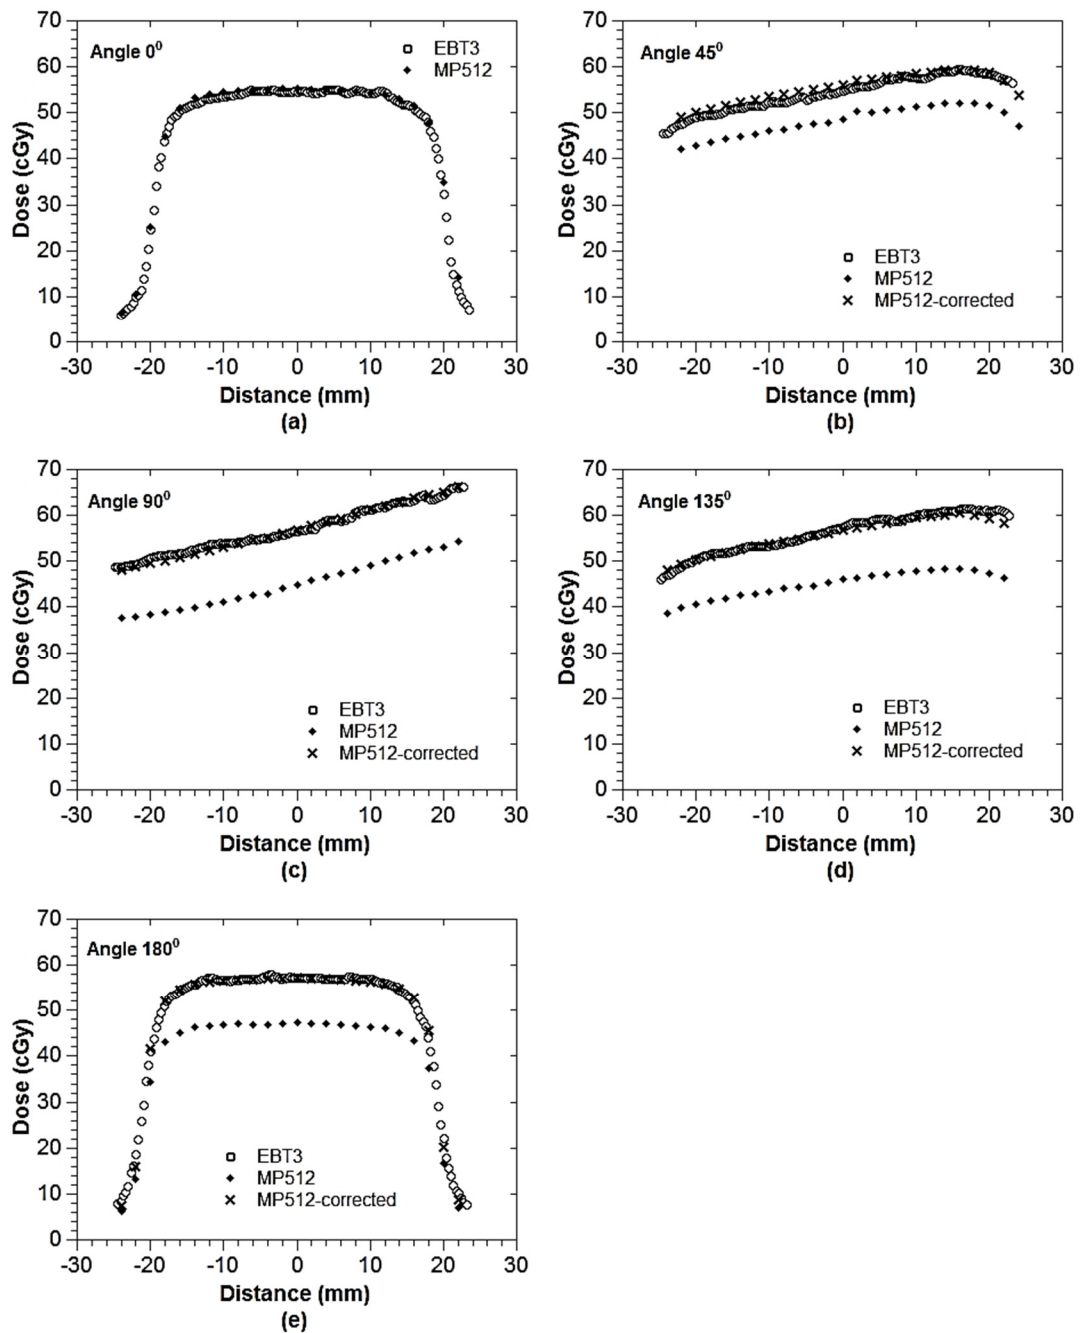 Angle 0⁰
EBT3
MP512
Dose (cGy)
70
60
50
40
30
20
10
0
-30 -20 -10 0 10 20 30
Distance (mm)
(a)
Angle 45⁰
EBT3
MP512
MP512-corrected
Dose (cGy)
70
60
50
40
30
20
10
0
-30 -20 -10 0 10 20 30
Distance (mm)
(b)
Angle 90⁰
EBT3
MP512
MP512-corrected
Dose (cGy)
70
60
50
40
30
20
10
0
-30 -20 -10 0 10 20 30
Distance (mm)
(c)
Angle 135⁰
EBT3
MP512
MP512-corrected
Dose (cGy)
70
60
50
40
30
20
10
0
-30 -20 -10 0 10 20 30
Distance (mm)
(d)
Angle 180⁰
EBT3
MP512
MP512-corrected
Dose (cGy)
70
60
50
40
30
20
10
0
-30 -20 -10 0 10 20 30
Distance (mm)
(e)